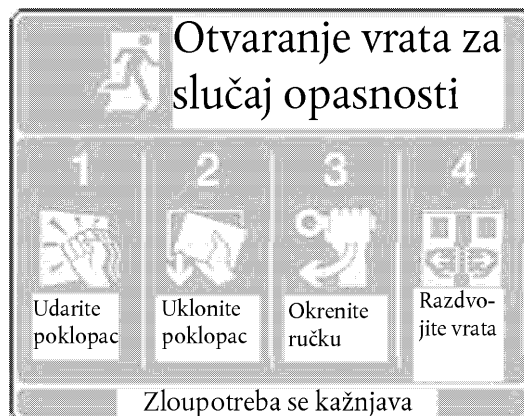 Otvaranje vrata za
slučaj opasnosti
1 2 3 4
Udarite
poklopac
Uklonite
poklopac
Okrenite
ručku
Razdvo-
jite vrata
Zloupotreba se kažnjava